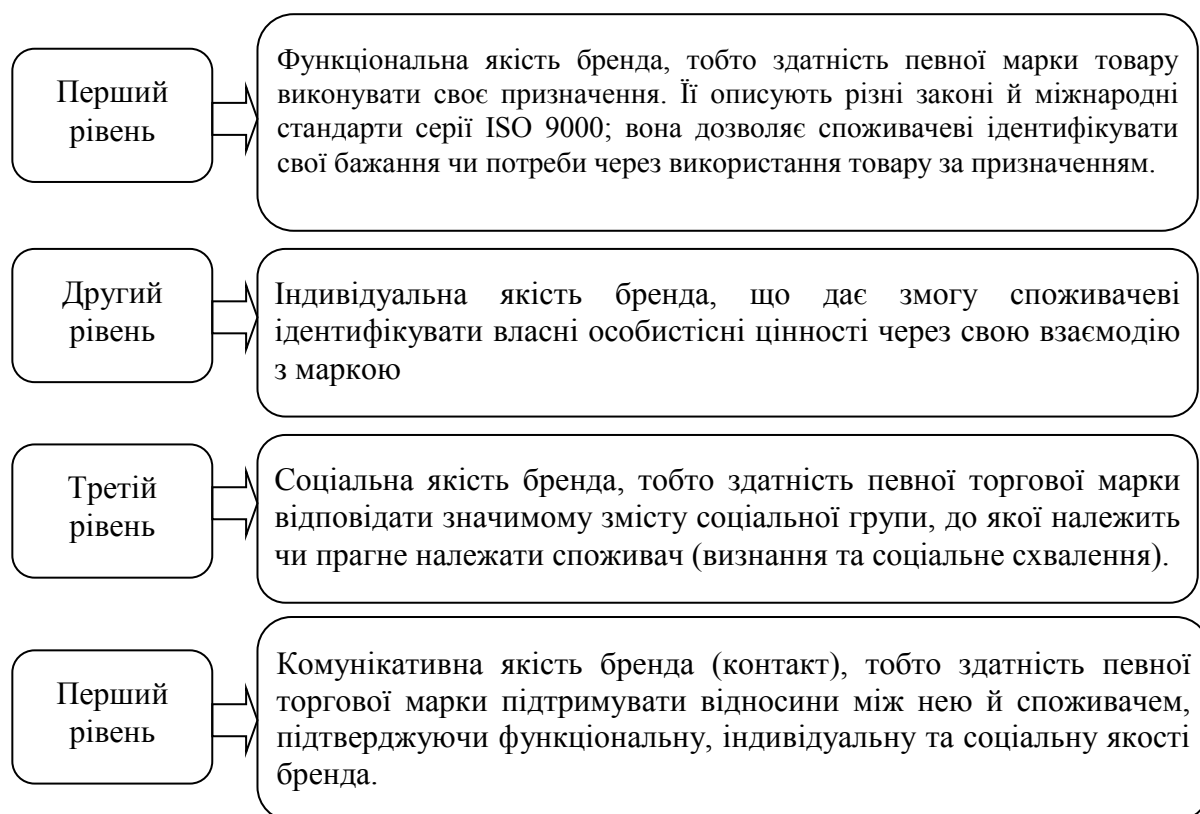 Перший
рівень
Функціональна якість бренда, тобто здатність певної марки товару
виконувати своє призначення. Її описують різні законі й міжнародні
стандарти серії ISO 9000; вона дозволяє споживачеві ідентифікувати
свої бажання чи потреби через використання товару за призначенням.
Другий
рівень
Індивідуальна якість бренда, що дає змогу споживачеві
ідентифікувати власні особистісні цінності через свою взаємодію
з маркою
Третій
рівень
Соціальна якість бренда, тобто здатність певної торгової марки
відповідати значимому змісту соціальної групи, до якої належить
чи прагне належати споживач (визнання та соціальне схвалення).
Перший
рівень
Комунікативна якість бренда (контакт), тобто здатність певної
торгової марки підтримувати відносини між нею й споживачем,
підтверджуючи функціональну, індивідуальну та соціальну якості
бренда.